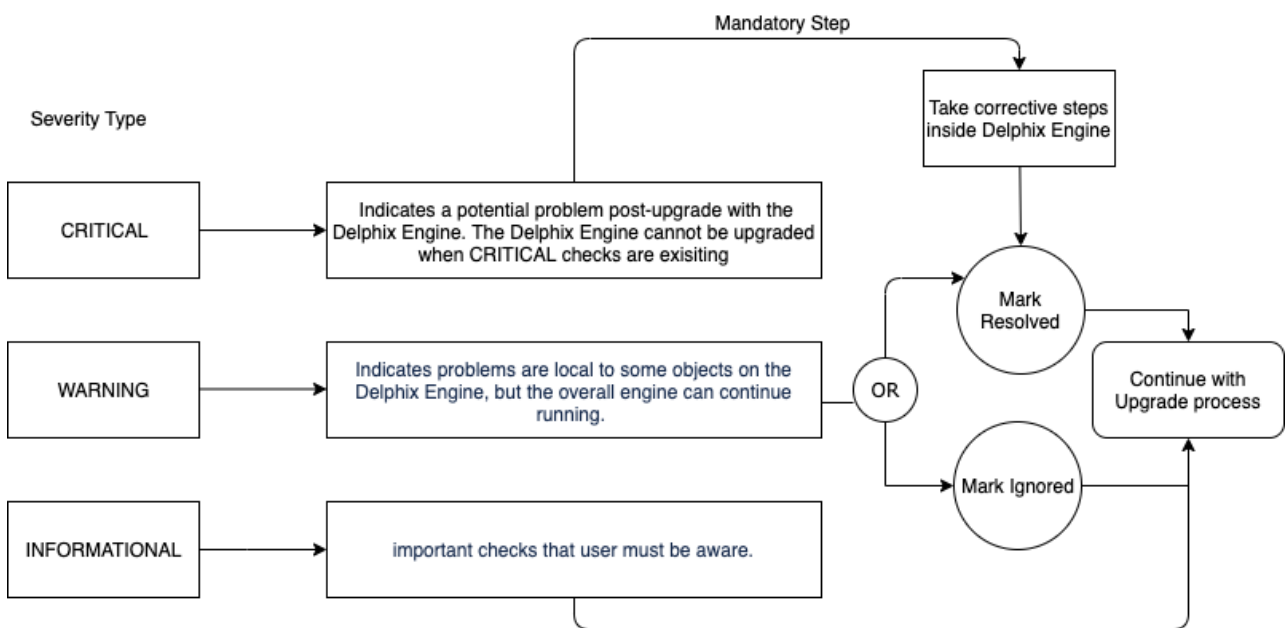 Mandatory Step
Severity Type
Take corrective steps
inside Delphix Engine
CRITICAL
Indicates a potential problem post-upgrade with the
Delphix Engine. The Delphix Engine cannot be upgraded
when CRITICAL checks are exisiting
Mark
Resolved
WARNING
Indicates problems are local to some objects on the
Delphix Engine, but the overall engine can continue
running.
OR
Continue with
Upgrade process
Mark Ignored
INFORMATIONAL
important checks that user must be aware.